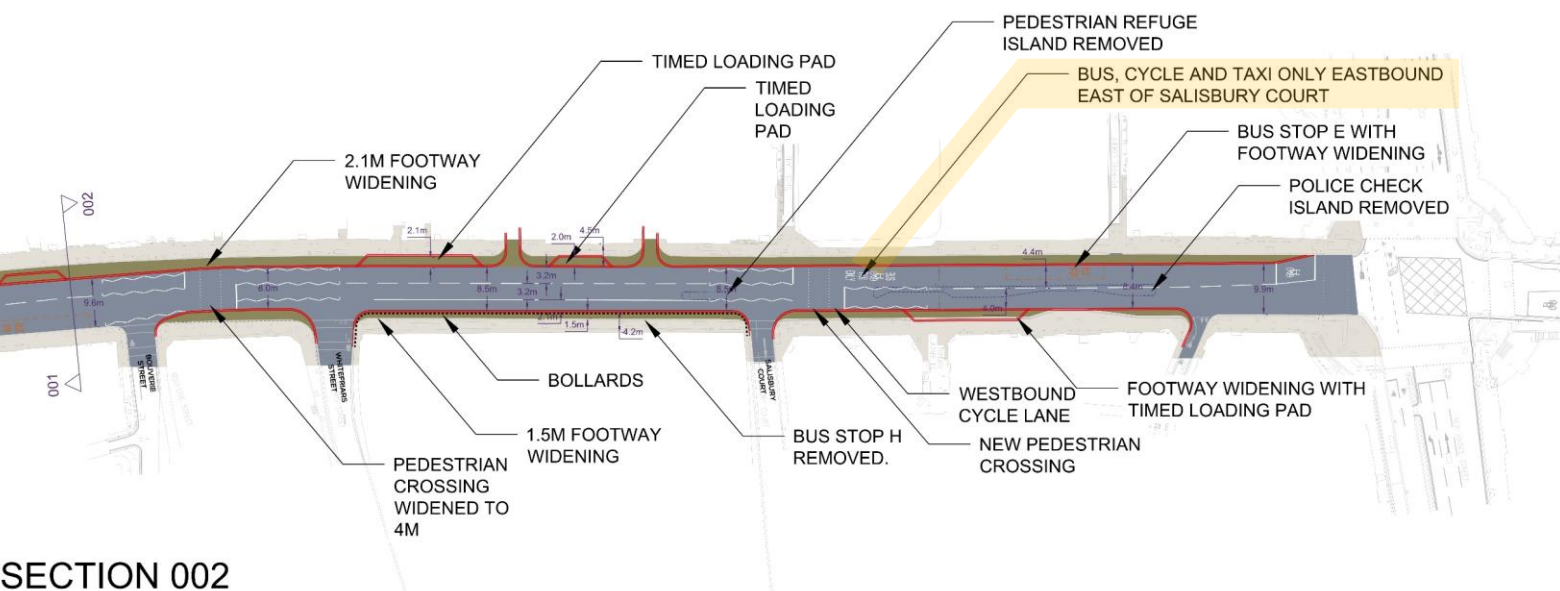 PEDESTRIAN REFUGE
ISLAND REMOVED
TIMED LOADING PAD
BUS, CYCLE AND TAXI ONLY EASTBOUND
EAST OF SALISBURY COURT
TIMED
LOADING
PAD
BUS STOP E WITH
FOOTWAY WIDENING
2.1M FOOTWAY
WIDENING
POLICE CHECK
ISLAND REMOVED
002
2.1m
2.0m
4.5m
4.4m
3.2m
9.6m
8.0m
8.5m
3.2m
8.4m
9.9m
1.5m
4.2m
001
BOUVERIE
STREET
WHITEFRIARS
STREET
SALISBURY
COURT
BOLLARDS
WESTBOUND
CYCLE LANE
FOOTWAY WIDENING WITH
TIMED LOADING PAD
1.5M FOOTWAY
WIDENING
BUS STOP H
REMOVED.
NEW PEDESTRIAN
CROSSING
PEDESTRIAN
CROSSING
WIDENED TO
4M
SECTION 002